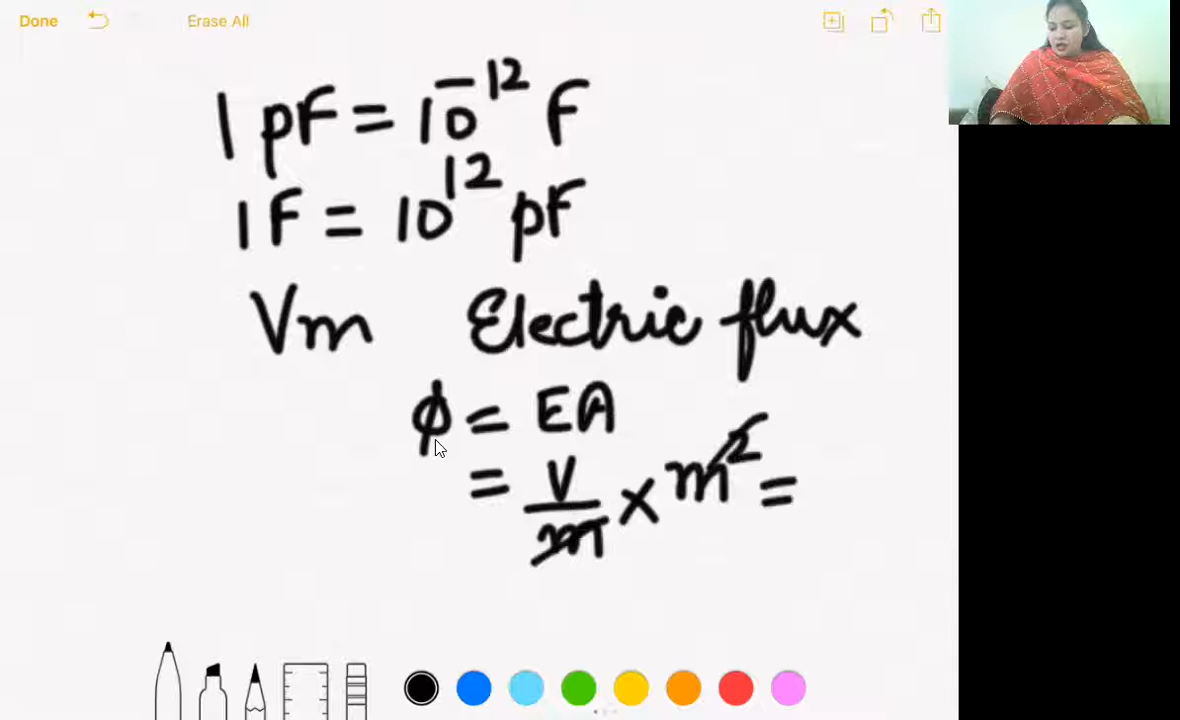 Done Erase All
1 pF = 10⁻¹² F
1 F = 10¹² pF
Vm Electric flux
ϕ = EA
= V/m × m² =